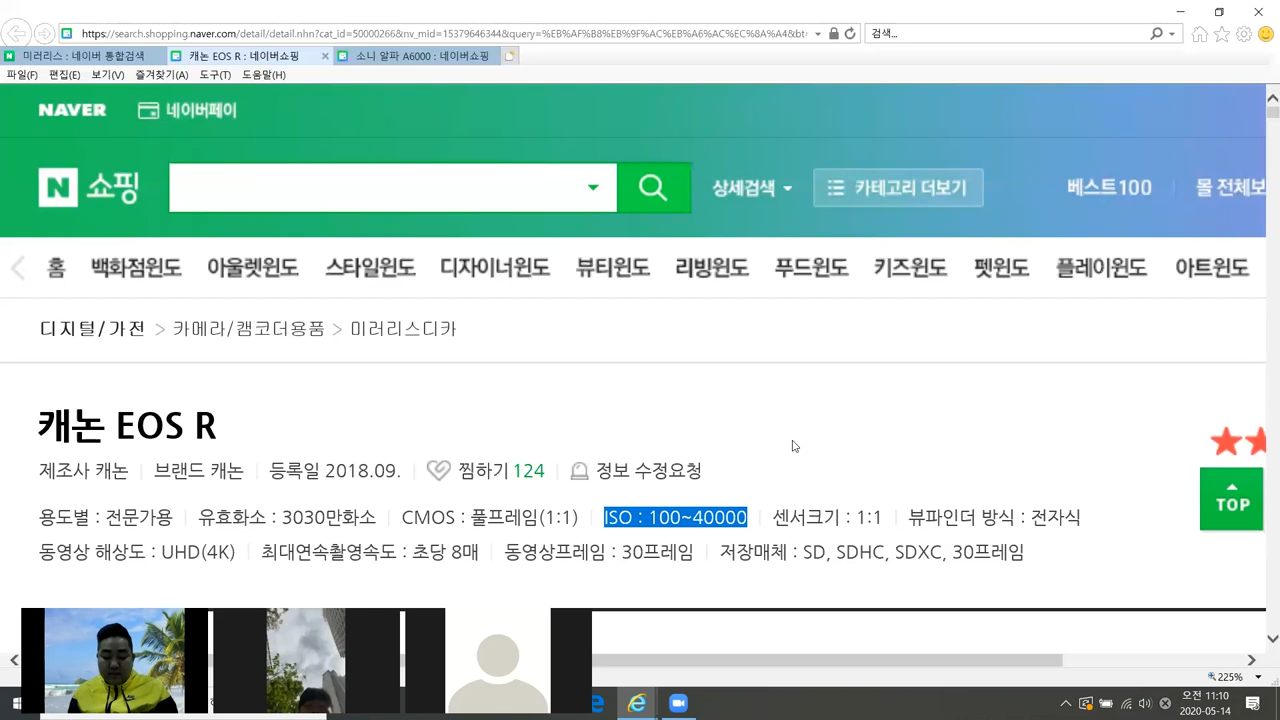 https://search.shopping.naver.com/detail/detail.nhn?cat_id=50000266&nv_mid=15379646344&query=%EB%AF%B8%EB%9F%AC%EB%A6%AC%EC%8A%A4&bt
검색...
미러리스 : 네이버 통합검색
캐논 EOS R : 네이버쇼핑
소니 알파 A6000 : 네이버쇼핑
파일(F) 편집(E) 보기(V) 즐겨찾기(A) 도구(T) 도움말(H)
NAVER 네이버페이
N 쇼핑 상세검색 카테고리 더보기 베스트100 몰 전체보
홈 백화점윈도 아울렛윈도 스타일윈도 디자이너윈도 뷰티윈도 리빙윈도 푸드윈도 키즈윈도 펫윈도 플레이윈도 아트윈도
디지털/가전 > 카메라/캠코더용품 > 미러리스디카
캐논 EOS R
제조사 캐논 브랜드 캐논 등록일 2018.09. 찜하기 124 정보 수정요청
TOP
용도별 : 전문가용 유효화소 : 3030만화소 CMOS : 풀프레임(1:1) ISO : 100~40000 센서크기 : 1:1 뷰파인더 방식 : 전자식
동영상 해상도 : UHD(4K) 최대연속촬영속도 : 초당 8매 동영상프레임 : 30프레임 저장매체 : SD, SDHC, SDXC, 30프레임
225%
오전 11:10
2020-05-14